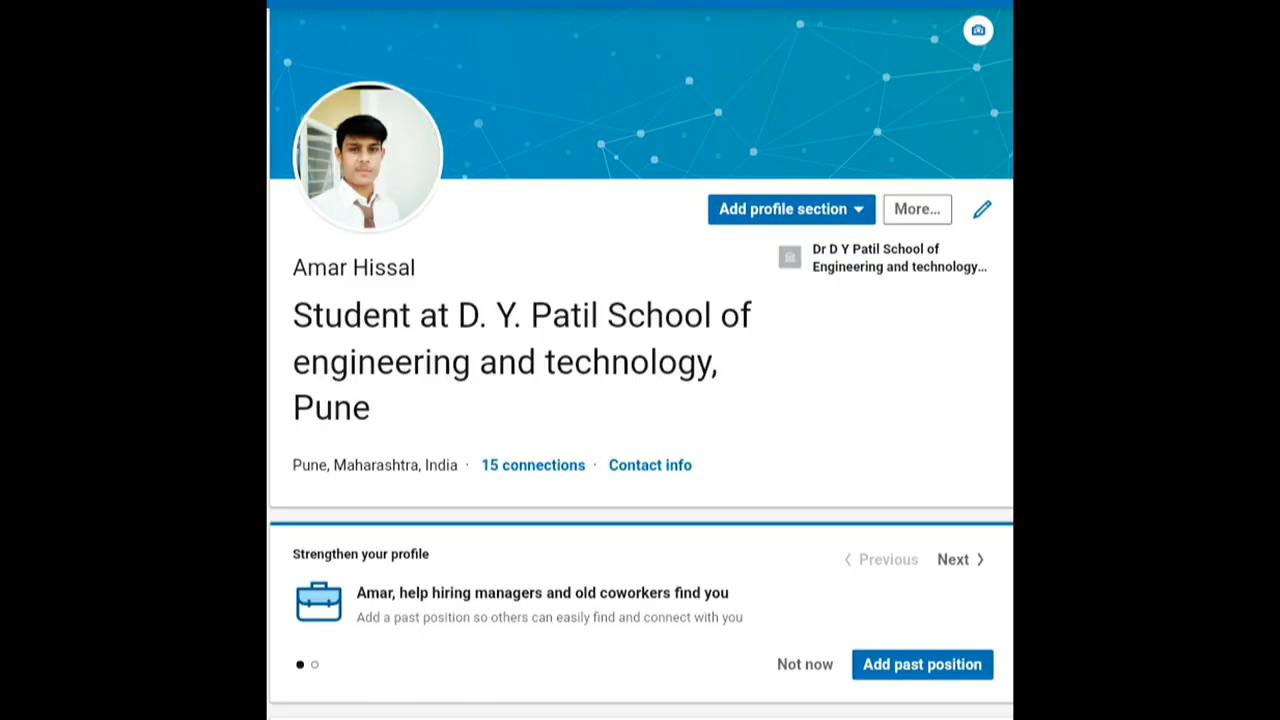 Add profile section
More...
Dr D Y Patil School of
Engineering and technology...
Amar Hissal
Student at D. Y. Patil School of
engineering and technology,
Pune
Pune, Maharashtra, India · 15 connections · Contact info
Strengthen your profile
Previous Next
Amar, help hiring managers and old coworkers find you
Add a past position so others can easily find and connect with you
Not now Add past position